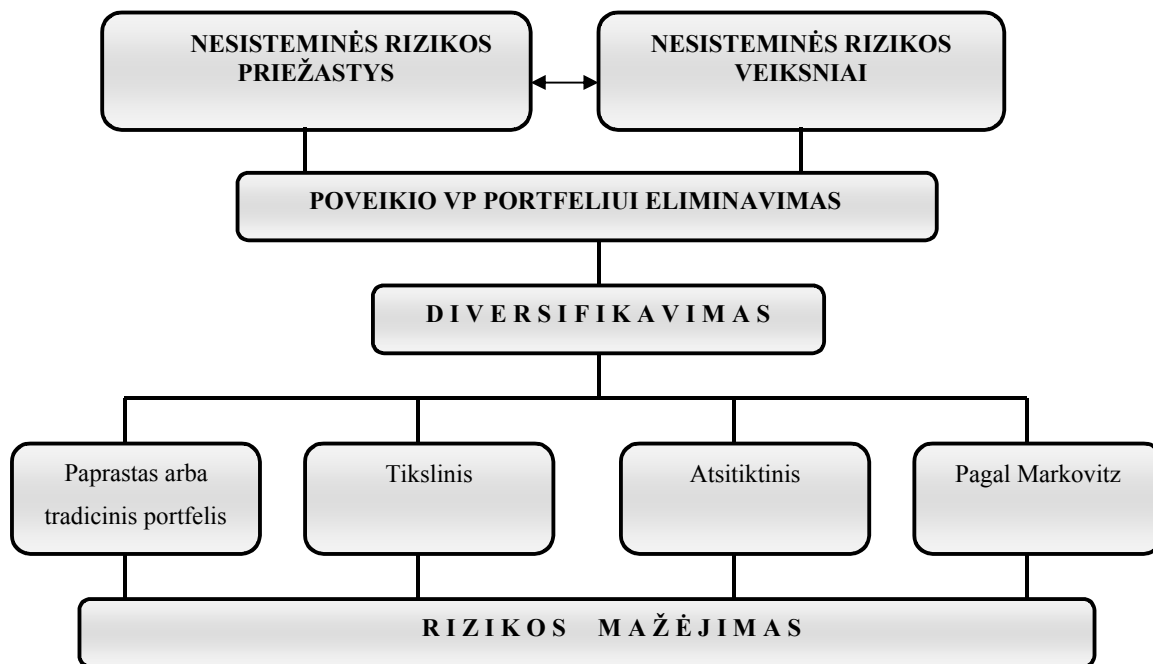 NESISTEMINĖS RIZIKOS
PRIEŽASTYS
NESISTEMINĖS RIZIKOS
VEIKSNIAI
POVEIKIO VP PORTFELIUI ELIMINAVIMAS
D I V E R S I F I K A V I M A S
Paprastas arba
tradicinis portfelis
Tikslinis
Atsitiktinis
Pagal Markovitz
R I Z I K O S M A Ž Ė J I M A S